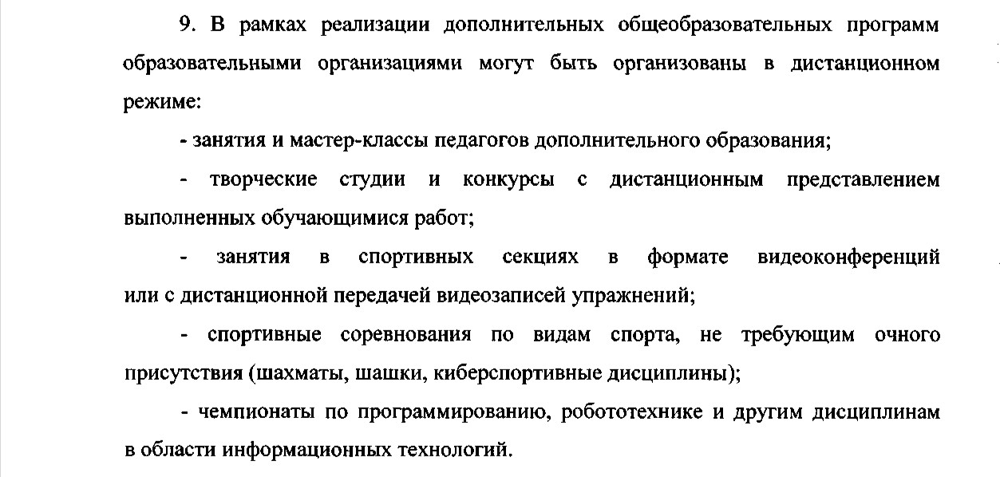 9. В рамках реализации дополнительных общеобразовательных программ
образовательными организациями могут быть организованы в дистанционном
режиме:
- занятия и мастер-классы педагогов дополнительного образования;
- творческие студии и конкурсы с дистанционным представлением
выполненных обучающимися работ;
- занятия в спортивных секциях в формате видеоконференций
или с дистанционной передачей видеозаписей упражнений;
- спортивные соревнования по видам спорта, не требующим очного
присутствия (шахматы, шашки, киберспортивные дисциплины);
- чемпионаты по программированию, робототехнике и другим дисциплинам
в области информационных технологий.